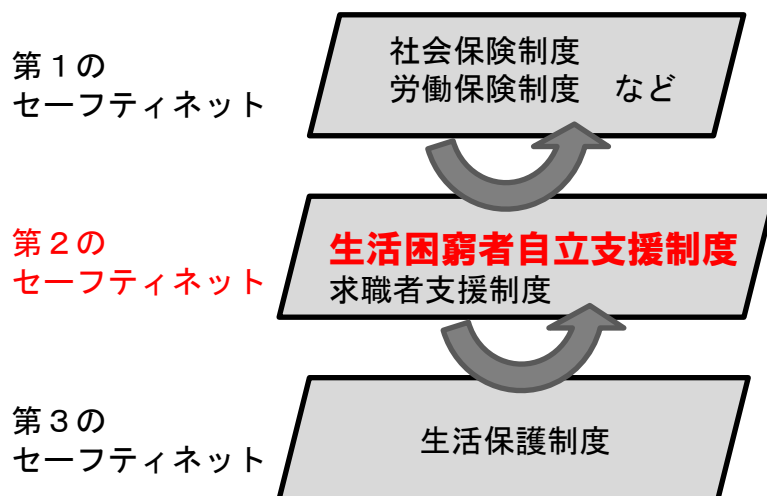 第１の
セーフティネット
社会保険制度
労働保険制度　など
第２の
セーフティネット
生活困窮者自立支援制度
求職者支援制度
第３の
セーフティネット
生活保護制度